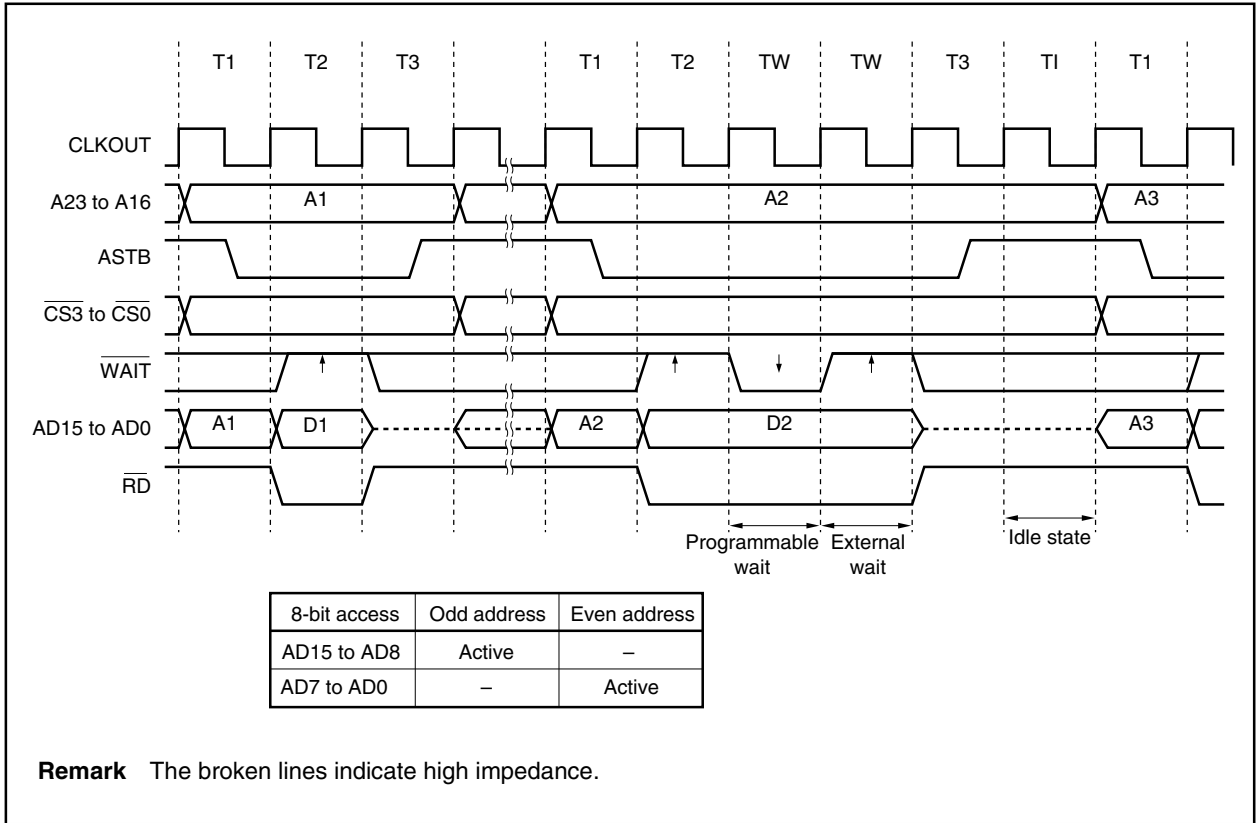 T1 T2 T3 T1 T2 TW TW T3 TI T1
CLKOUT
A23 to A16 A1 A2 A3
ASTB
CS3 to CS0
WAIT
AD15 to AD0 A1 D1 A2 D2 A3
RD
Programmable wait
External wait
Idle state
8-bit access Odd address Even address
AD15 to AD8 Active –
AD7 to AD0 – Active
Remark The broken lines indicate high impedance.